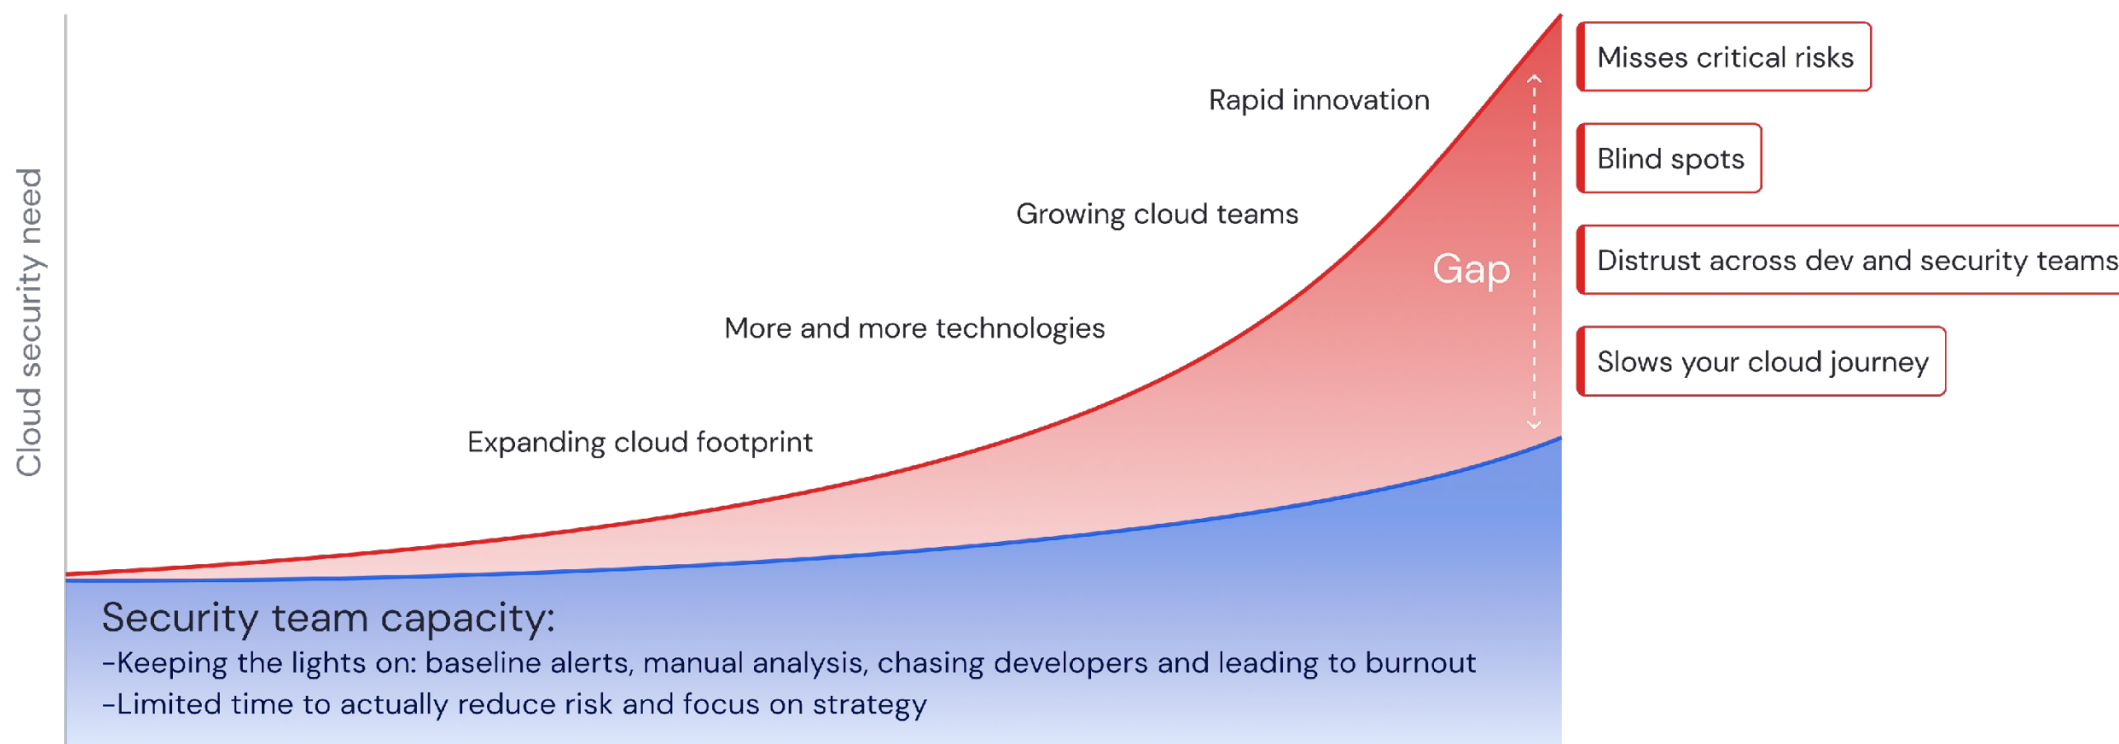 Cloud security need
Rapid innovation
Growing cloud teams
More and more technologies
Expanding cloud footprint
Gap
Misses critical risks
Blind spots
Distrust across dev and security teams
Slows your cloud journey
Security team capacity:
-Keeping the lights on: baseline alerts, manual analysis, chasing developers and leading to burnout
-Limited time to actually reduce risk and focus on strategy